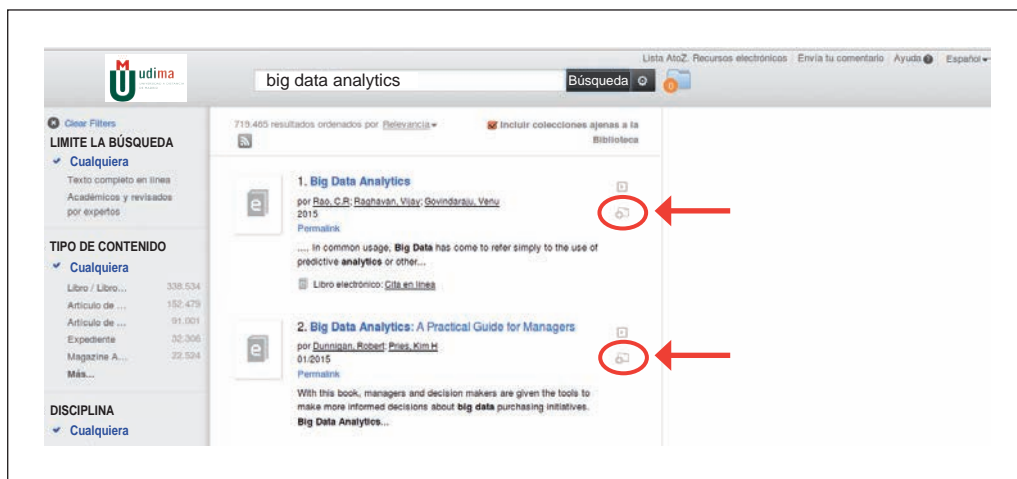 Lista AtoZ. Recursos electrónicos Envía tu comentario Ayuda Español
udima
big data analytics Búsqueda
0
Clear Filters
719.465 resultados ordenados por Relevancia
Incluir colecciones ajenas a la
Biblioteca
LIMITE LA BÚSQUEDA
Cualquiera
Texto completo en línea
Académicos y revisados
por expertos
TIPO DE CONTENIDO
Cualquiera
Libro / Libro... 338.534
Artículo de ... 152.479
Artículo de ... 91.001
Expediente 32.306
Magazine A... 22.524
Más...
DISCIPLINA
Cualquiera
1. Big Data Analytics
por Rao, C.R; Raghavan, Vijay; Govindaraju, Venu
2015
Permalink
.... In common usage, Big Data has come to refer simply to the use of
predictive analytics or other...
Libro electrónico: Cita en línea
2. Big Data Analytics: A Practical Guide for Managers
por Dunnigan, Robert; Pries, Kim H
01/2015
Permalink
With this book, managers and decision makers are given the tools to
make more informed decisions about big data purchasing initiatives.
Big Data Analytics...